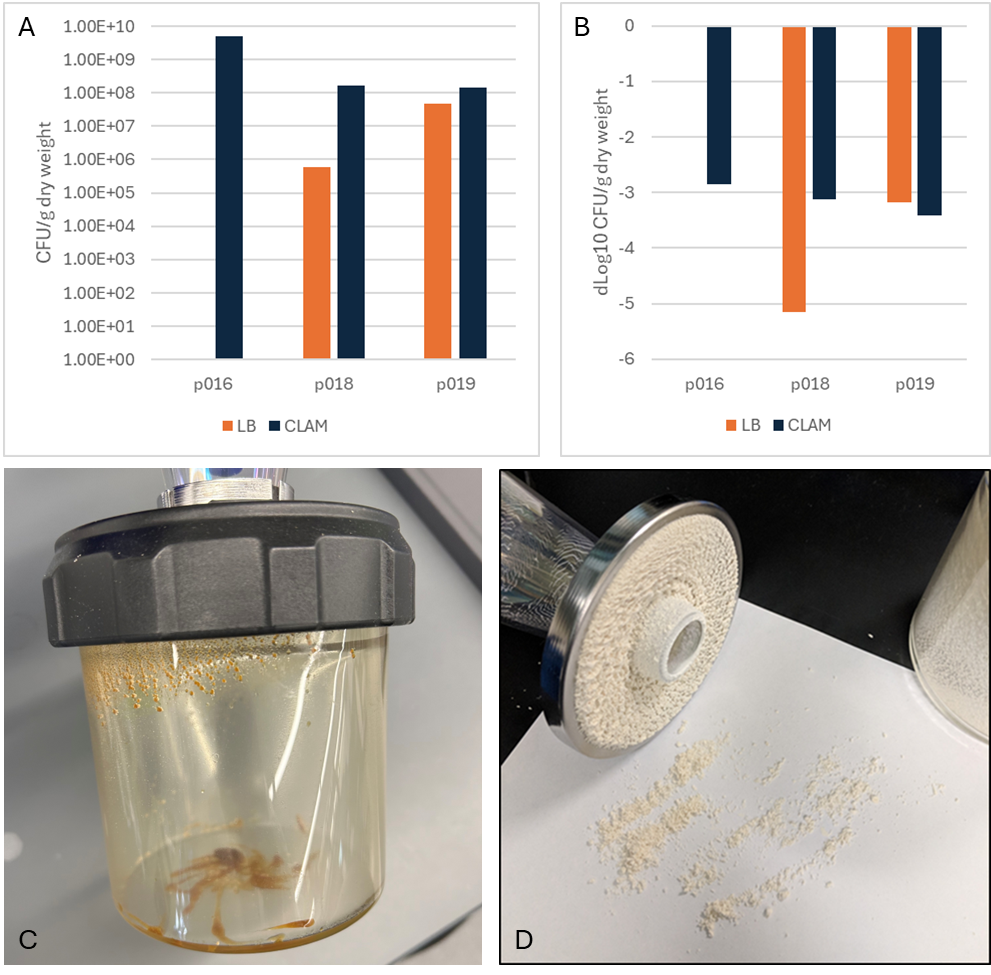 A
CFU/g dry weight
1.00E+10
1.00E+09
1.00E+08
1.00E+07
1.00E+06
1.00E+05
1.00E+04
1.00E+03
1.00E+02
1.00E+01
1.00E+00
p016 p018 p019
LB CLAM
B
dLog10 CFU/g dry weight
0
-1
-2
-3
-4
-5
-6
p016 p018 p019
LB CLAM
C
D